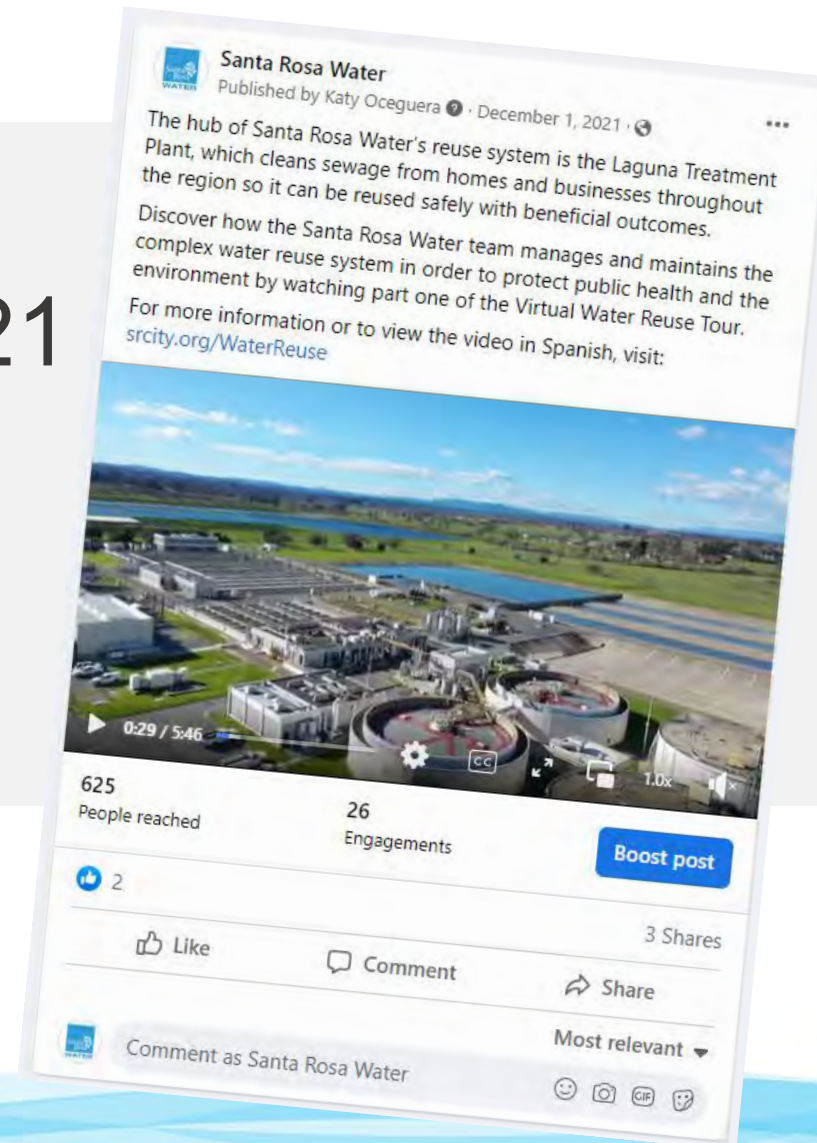 21
Santa Rosa Water
Published by Katy Oceguera · December 1, 2021 ·
The hub of Santa Rosa Water's reuse system is the Laguna Treatment
Plant, which cleans sewage from homes and businesses throughout
the region so it can be reused safely with beneficial outcomes.
Discover how the Santa Rosa Water team manages and maintains the
complex water reuse system in order to protect public health and the
environment by watching part one of the Virtual Water Reuse Tour.
For more information or to view the video in Spanish, visit:
srcity.org/WaterReuse
0:29 / 5:46
CC
1.0x
625
People reached
26
Engagements
Boost post
2
3 Shares
Like
Comment
Share
Most relevant
WATER
Comment as Santa Rosa Water
GIF